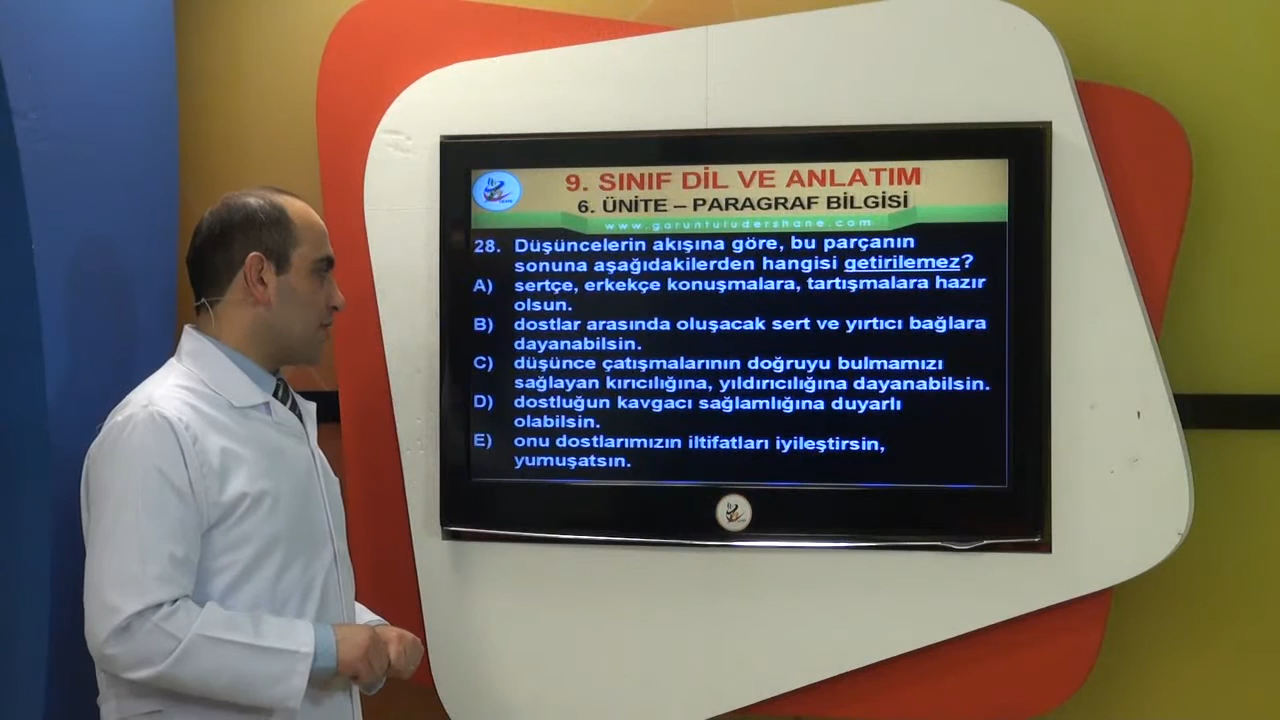 9. SINIF DİL VE ANLATIM
6. ÜNİTE – PARAGRAF BİLGİSİ
www.goruntuludershane.com
28. Düşüncelerin akışına göre, bu parçanın
sonuna aşağıdakilerden hangisi getirilemez?
A) sertçe, erkekçe konuşmalara, tartışmalara hazır
olsun.
B) dostlar arasında oluşacak sert ve yırtıcı bağlara
dayanabilsin.
C) düşünce çatışmalarının doğruyu bulmamızı
sağlayan kırıcılığına, yıldırıcılığına dayanabilsin.
D) dostluğun kavgacı sağlamlığına duyarlı
olabilsin.
E) onu dostlarımızın iltifatları iyileştirsin,
yumuşatsın.